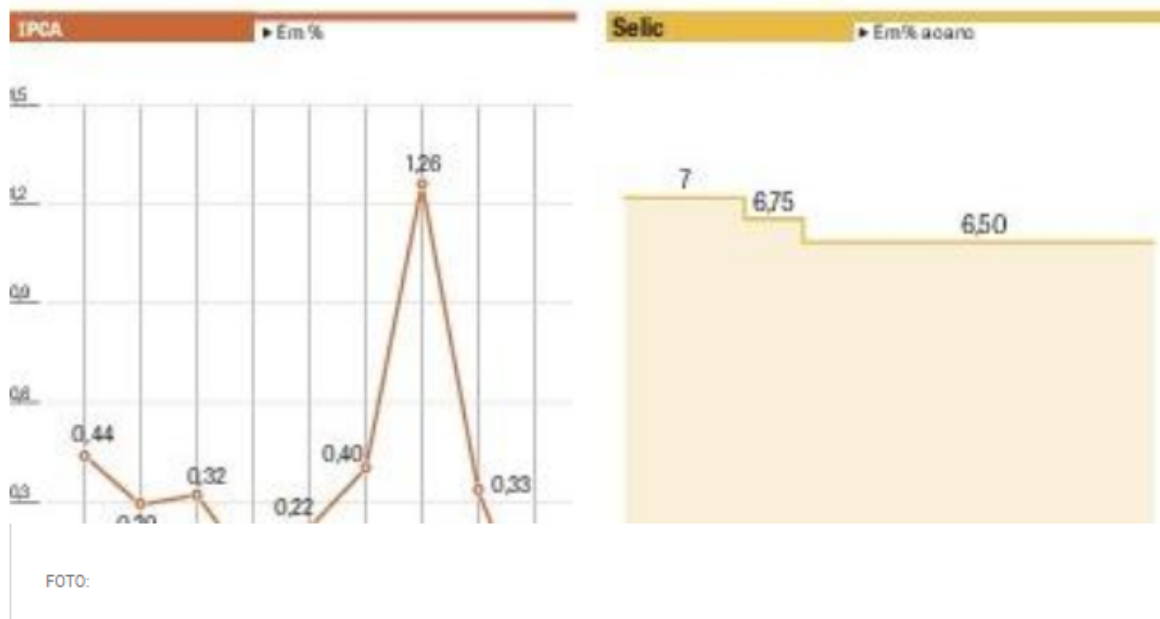 IPCA
▸ Em %
1,5
1,2
0,9
0,6
0,3
0,44
0,32
0,22
0,40
1,26
0,33
Selic
▸ Em% ao ano
7
6,75
6,50
FOTO: